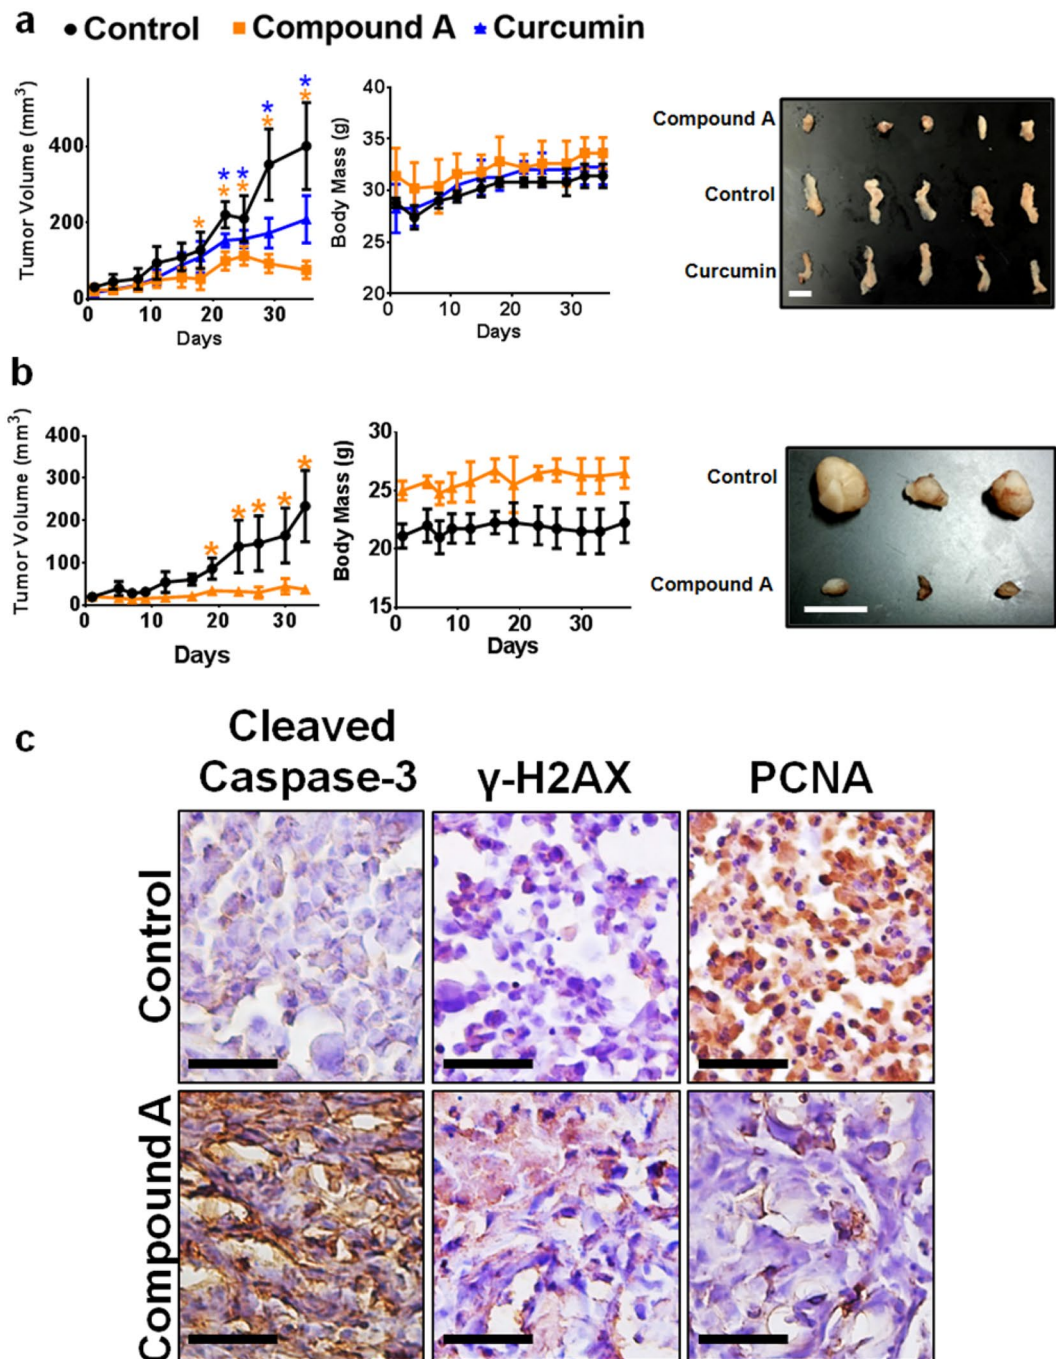 a
Control Compound A Curcumin
Tumor Volume (mm³)
400
200
0
0 10 20 30
Days
* * * * * * * * *
Body Mass (g)
40
35
30
25
20
0 10 20 30
Days
Compound A
Control
Curcumin
b
Tumor Volume (mm³)
400
300
200
100
0
0 10 20 30
Days
* * * * *
Body Mass (g)
30
25
20
15
0 10 20 30
Days
Control
Compound A
c
Cleaved
Caspase-3 γ-H2AX PCNA
Control
Compound A